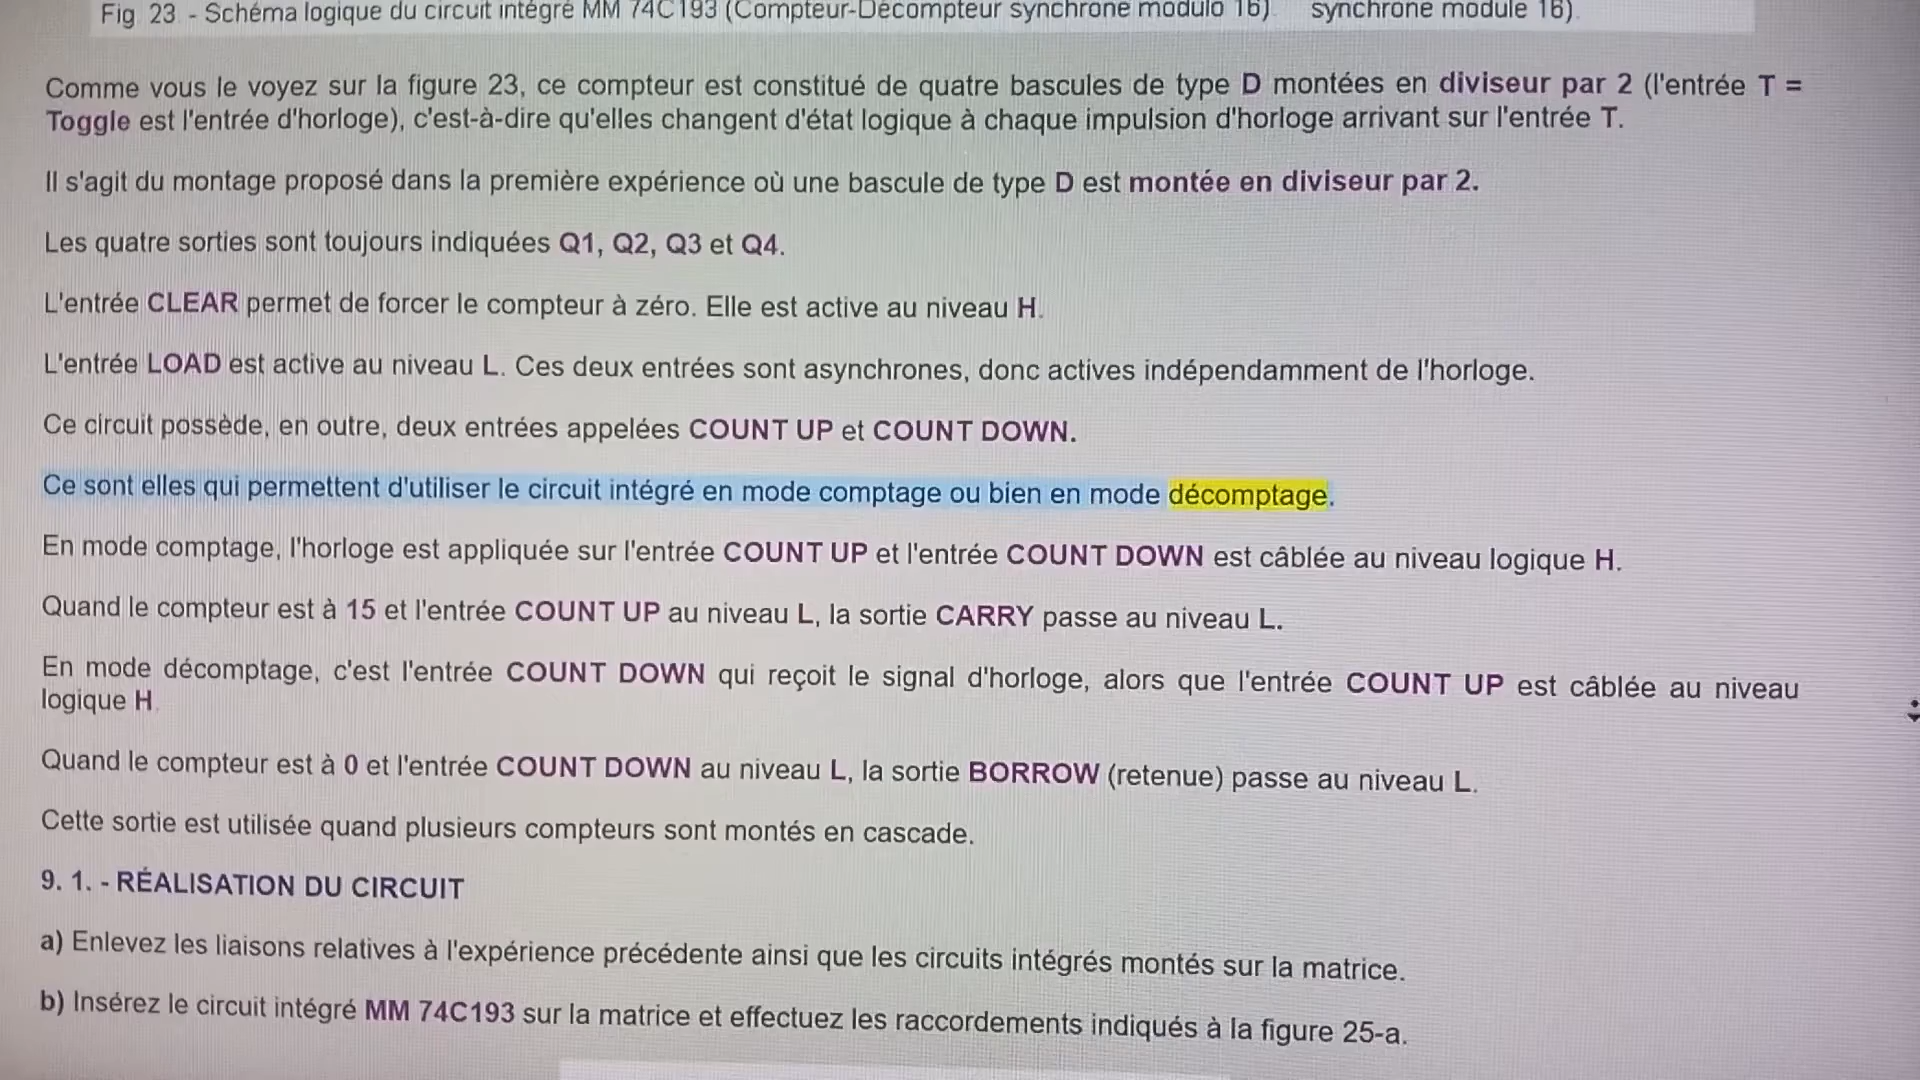 Fig. 23. - Schéma logique du circuit intégré MM 74C193 (Compteur-Décompteur synchrone modulo 16). synchrone module 16).
Comme vous le voyez sur la figure 23, ce compteur est constitué de quatre bascules de type D montées en diviseur par 2 (l'entrée T =
Toggle est l'entrée d'horloge), c'est-à-dire qu'elles changent d'état logique à chaque impulsion d'horloge arrivant sur l'entrée T.
Il s'agit du montage proposé dans la première expérience où une bascule de type D est montée en diviseur par 2.
Les quatre sorties sont toujours indiquées Q1, Q2, Q3 et Q4.
L'entrée CLEAR permet de forcer le compteur à zéro. Elle est active au niveau H.
L'entrée LOAD est active au niveau L. Ces deux entrées sont asynchrones, donc actives indépendamment de l'horloge.
Ce circuit possède, en outre, deux entrées appelées COUNT UP et COUNT DOWN.
Ce sont elles qui permettent d'utiliser le circuit intégré en mode comptage ou bien en mode décomptage.
En mode comptage, l'horloge est appliquée sur l'entrée COUNT UP et l'entrée COUNT DOWN est câblée au niveau logique H.
Quand le compteur est à 15 et l'entrée COUNT UP au niveau L, la sortie CARRY passe au niveau L.
En mode décomptage, c'est l'entrée COUNT DOWN qui reçoit le signal d'horloge, alors que l'entrée COUNT UP est câblée au niveau
logique H.
Quand le compteur est à 0 et l'entrée COUNT DOWN au niveau L, la sortie BORROW (retenue) passe au niveau L.
Cette sortie est utilisée quand plusieurs compteurs sont montés en cascade.
9. 1. - RÉALISATION DU CIRCUIT
a) Enlevez les liaisons relatives à l'expérience précédente ainsi que les circuits intégrés montés sur la matrice.
b) Insérez le circuit intégré MM 74C193 sur la matrice et effectuez les raccordements indiqués à la figure 25-a.